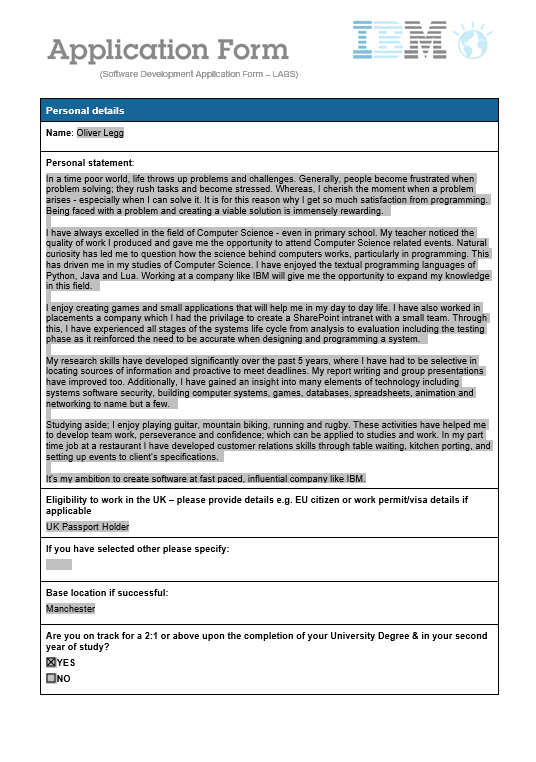 Application Form
IBM
(Software Development Application Form – LABS)
Personal details
Name: Oliver Legg
Personal statement:
In a time poor world, life throws up problems and challenges. Generally, people become frustrated when
problem solving; they rush tasks and become stressed. Whereas, I cherish the moment when a problem
arises - especially when I can solve it. It is for this reason why I get so much satisfaction from programming.
Being faced with a problem and creating a viable solution is immensely rewarding.
I have always excelled in the field of Computer Science - even in primary school. My teacher noticed the
quality of work I produced and gave me the opportunity to attend Computer Science related events. Natural
curiosity has led me to question how the science behind computers works, particularly in programming. This
has driven me in my studies of Computer Science. I have enjoyed the textual programming languages of
Python, Java and Lua. Working at a company like IBM will give me the opportunity to expand my knowledge
in this field.
I enjoy creating games and small applications that will help me in my day to day life. I have also worked in
placements a company which I had the privilege to create a SharePoint intranet with a small team. Through
this, I have experienced all stages of the systems life cycle from analysis to evaluation including the testing
phase as it reinforced the need to be accurate when designing and programming a system.
My research skills have developed significantly over the past 5 years, where I have had to be selective in
locating sources of information and proactive to meet deadlines. My report writing and group presentations
have improved too. Additionally, I have gained an insight into many elements of technology including
systems software security, building computer systems, games, databases, spreadsheets, animation and
networking to name but a few.
Studying aside; I enjoy playing guitar, mountain biking, running and rugby. These activities have helped me
to develop team work, perseverance and confidence; which can be applied to studies and work. In my part
time job at a restaurant I have developed customer relations skills through table waiting, kitchen porting, and
setting up events to client's specifications.
It's my ambition to create software at fast paced, influential company like IBM.
Eligibility to work in the UK – please provide details e.g. EU citizen or work permit/visa details if
applicable
UK Passport Holder
If you have selected other please specify:
Base location if successful:
Manchester
Are you on track for a 2:1 or above upon the completion of your University Degree & in your second
year of study?
YES
NO